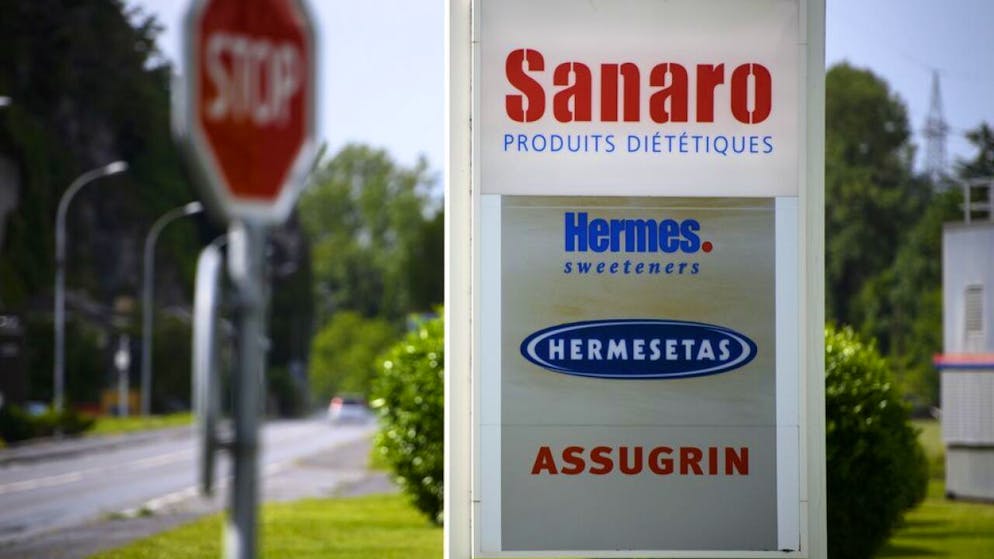 STOP
Sanaro
PRODUITS DIÉTÉTIQUES
Hermes.
sweeteners
HERMESETAS
ASSUGRIN